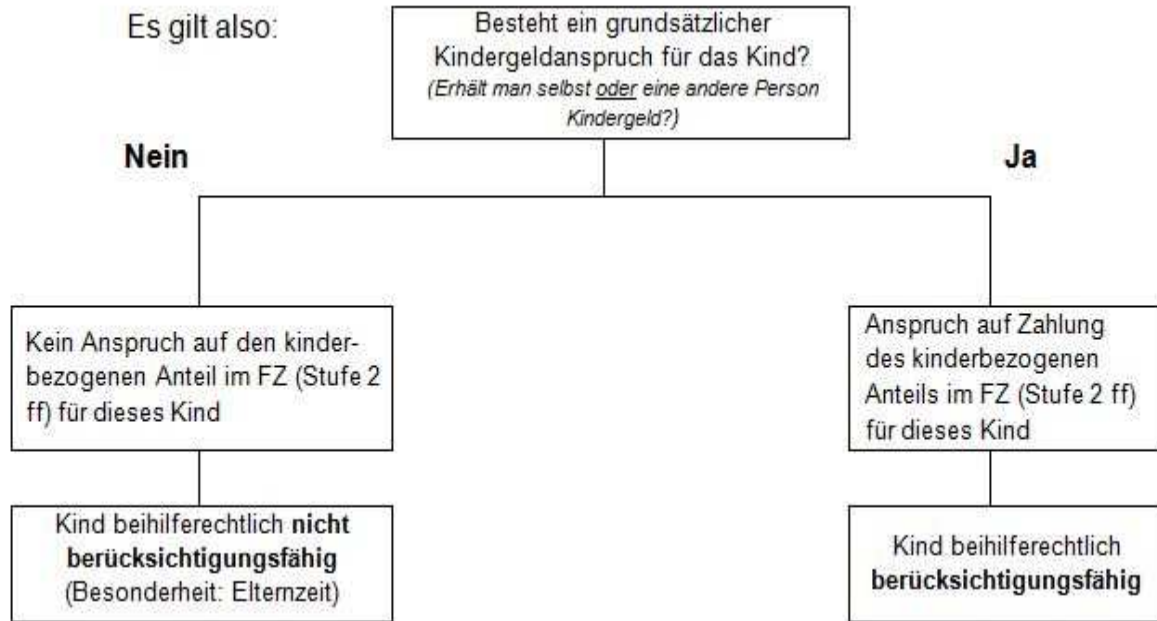 Es gilt also:
Besteht ein grundsätzlicher
Kindergeldanspruch für das Kind?
(Erhält man selbst oder eine andere Person
Kindergeld?)
Nein
Ja
Kein Anspruch auf den kinder-
bezogenen Anteil im FZ (Stufe 2
ff) für dieses Kind
Anspruch auf Zahlung
des kinderbezogenen
Anteils im FZ (Stufe 2 ff)
für dieses Kind
Kind beihilferechtlich nicht
berücksichtigungsfähig
(Besonderheit: Elternzeit)
Kind beihilferechtlich
berücksichtigungsfähig